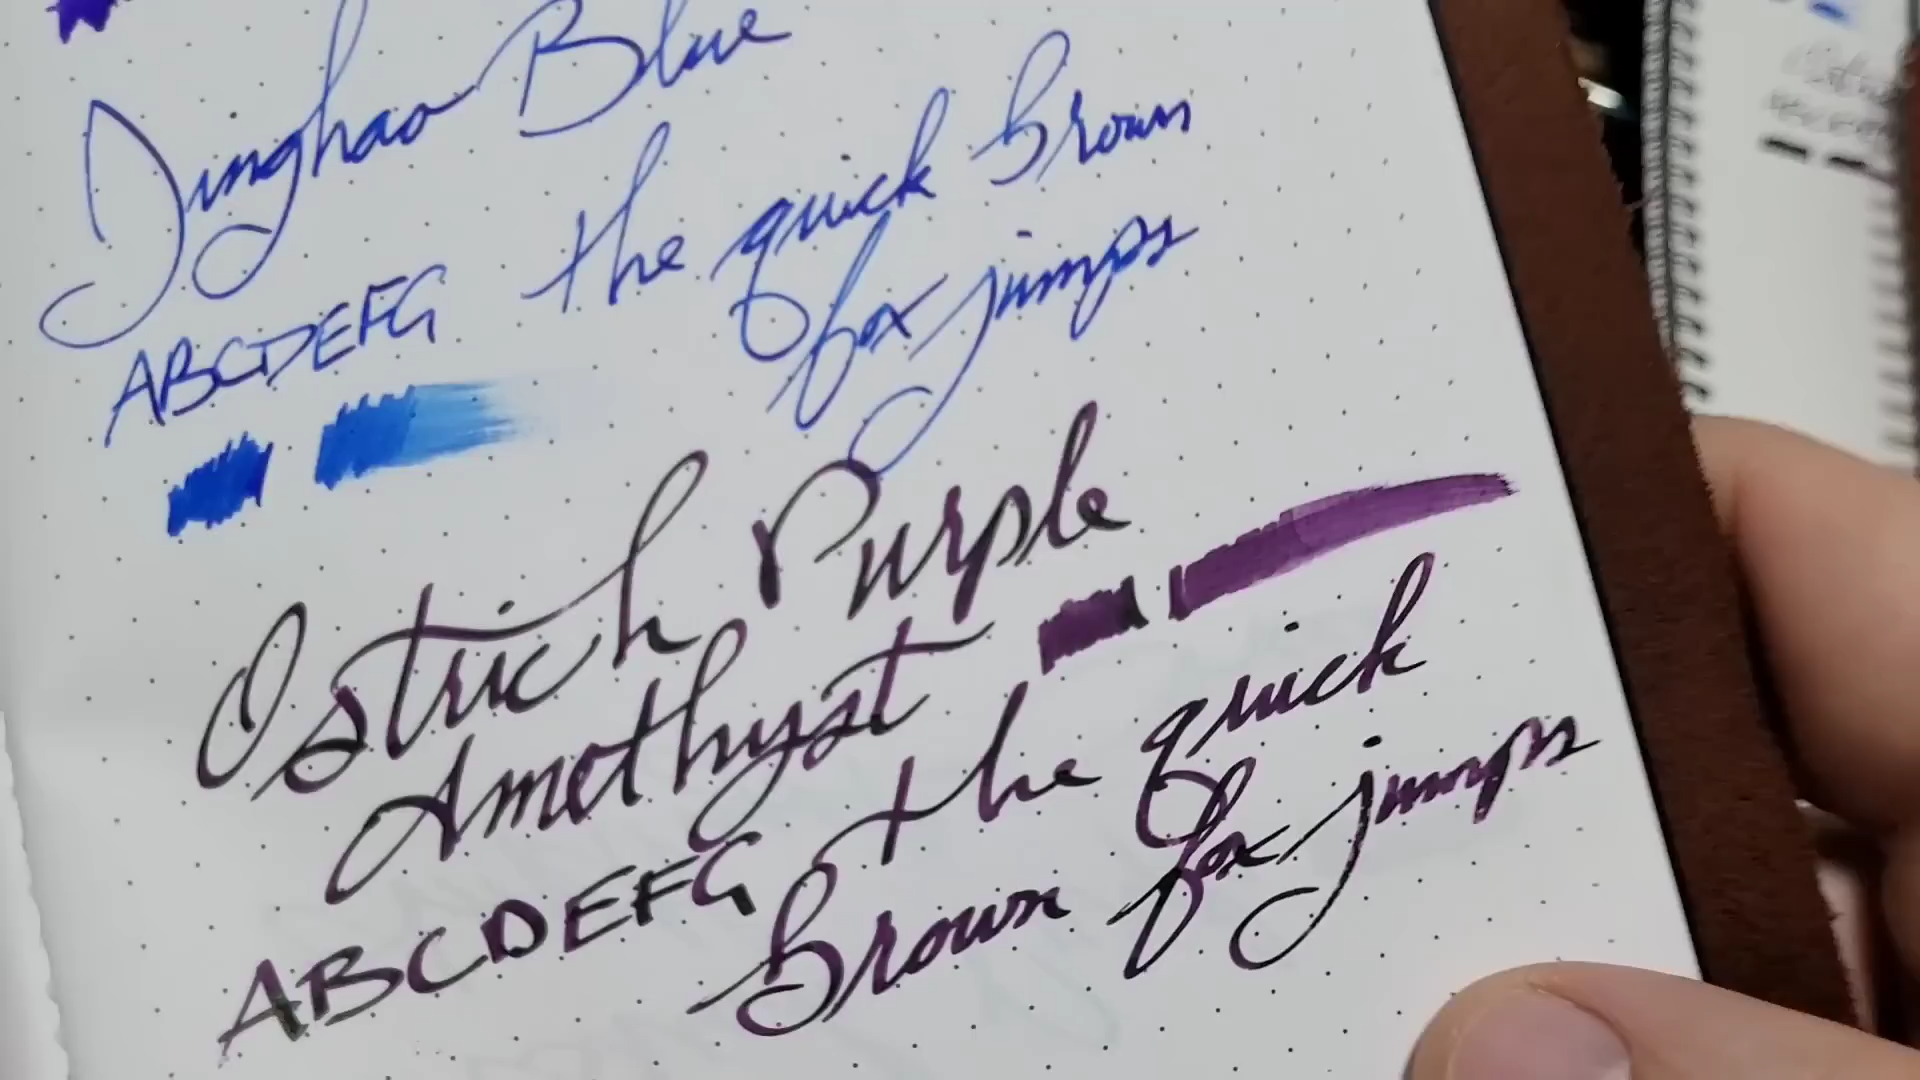 Jinghao Blue
ABCDEFG the quick brown
fox jumps
Ostrich Purple
Amethyst
ABCDEFG the quick
brown fox jumps